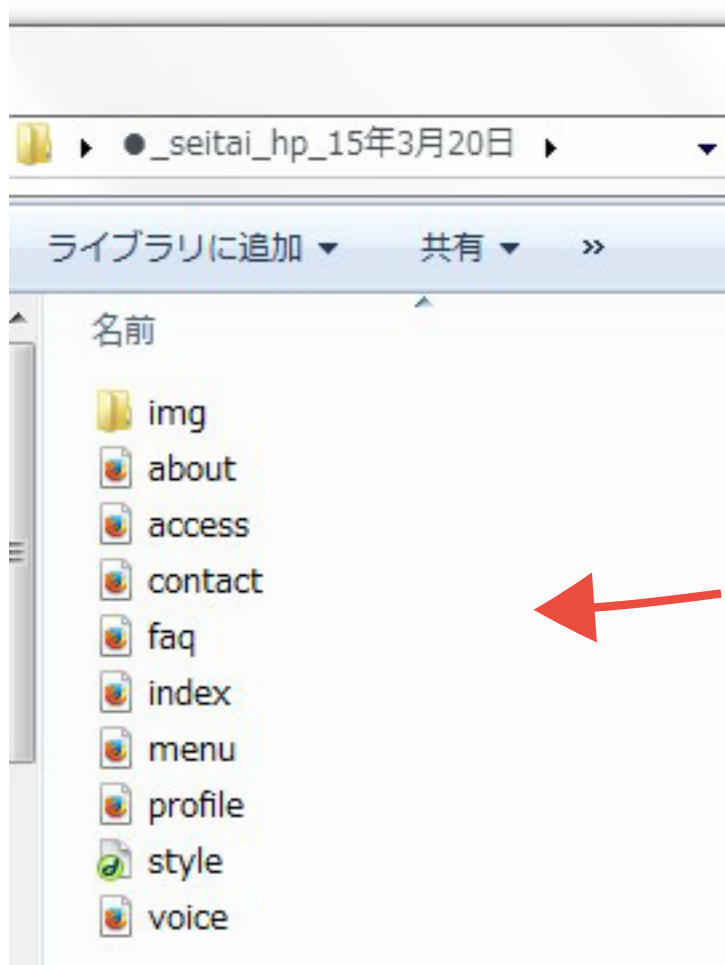 ●_seitai_hp_15年3月20日
ライブラリに追加 共有 »
名前
img
about
access
contact
faq
index
menu
profile
style
voice